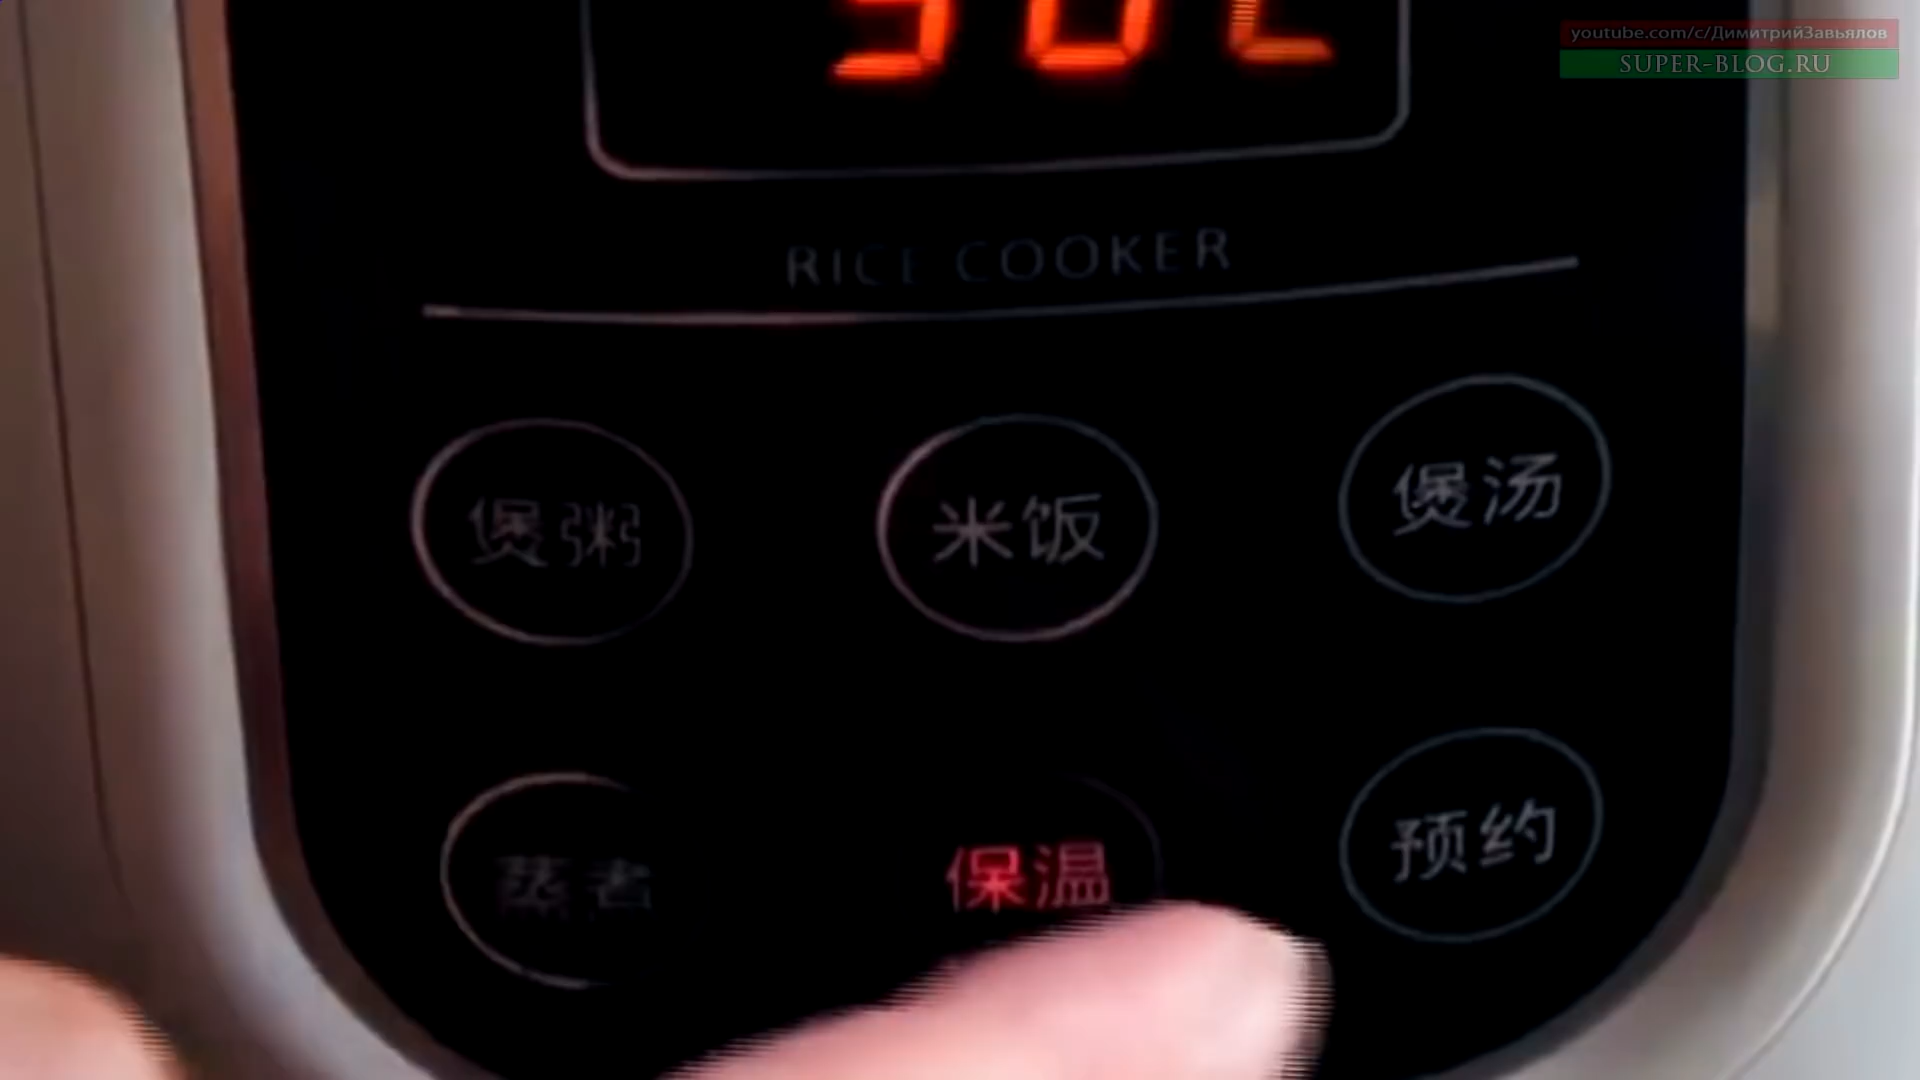 youtube.com/c/ДимитрийЗавьялов
SUPER-BLOG.RU
RICE COOKER
煲粥
米饭
煲汤
蒸煮
保温
预约